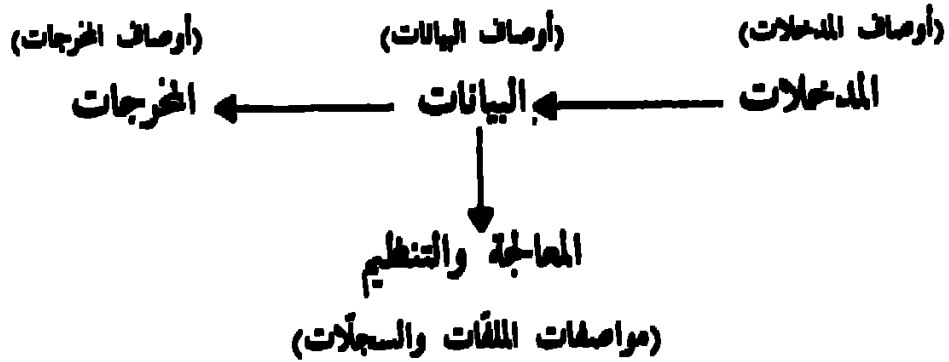 (أوصاف المدخلات) (أوصاف البيانات) (أوصاف المخرجات)
المدخلات البيانات المخرجات
المعالجة والتنظيم
(مواصفات الملفّات والسجلّات)